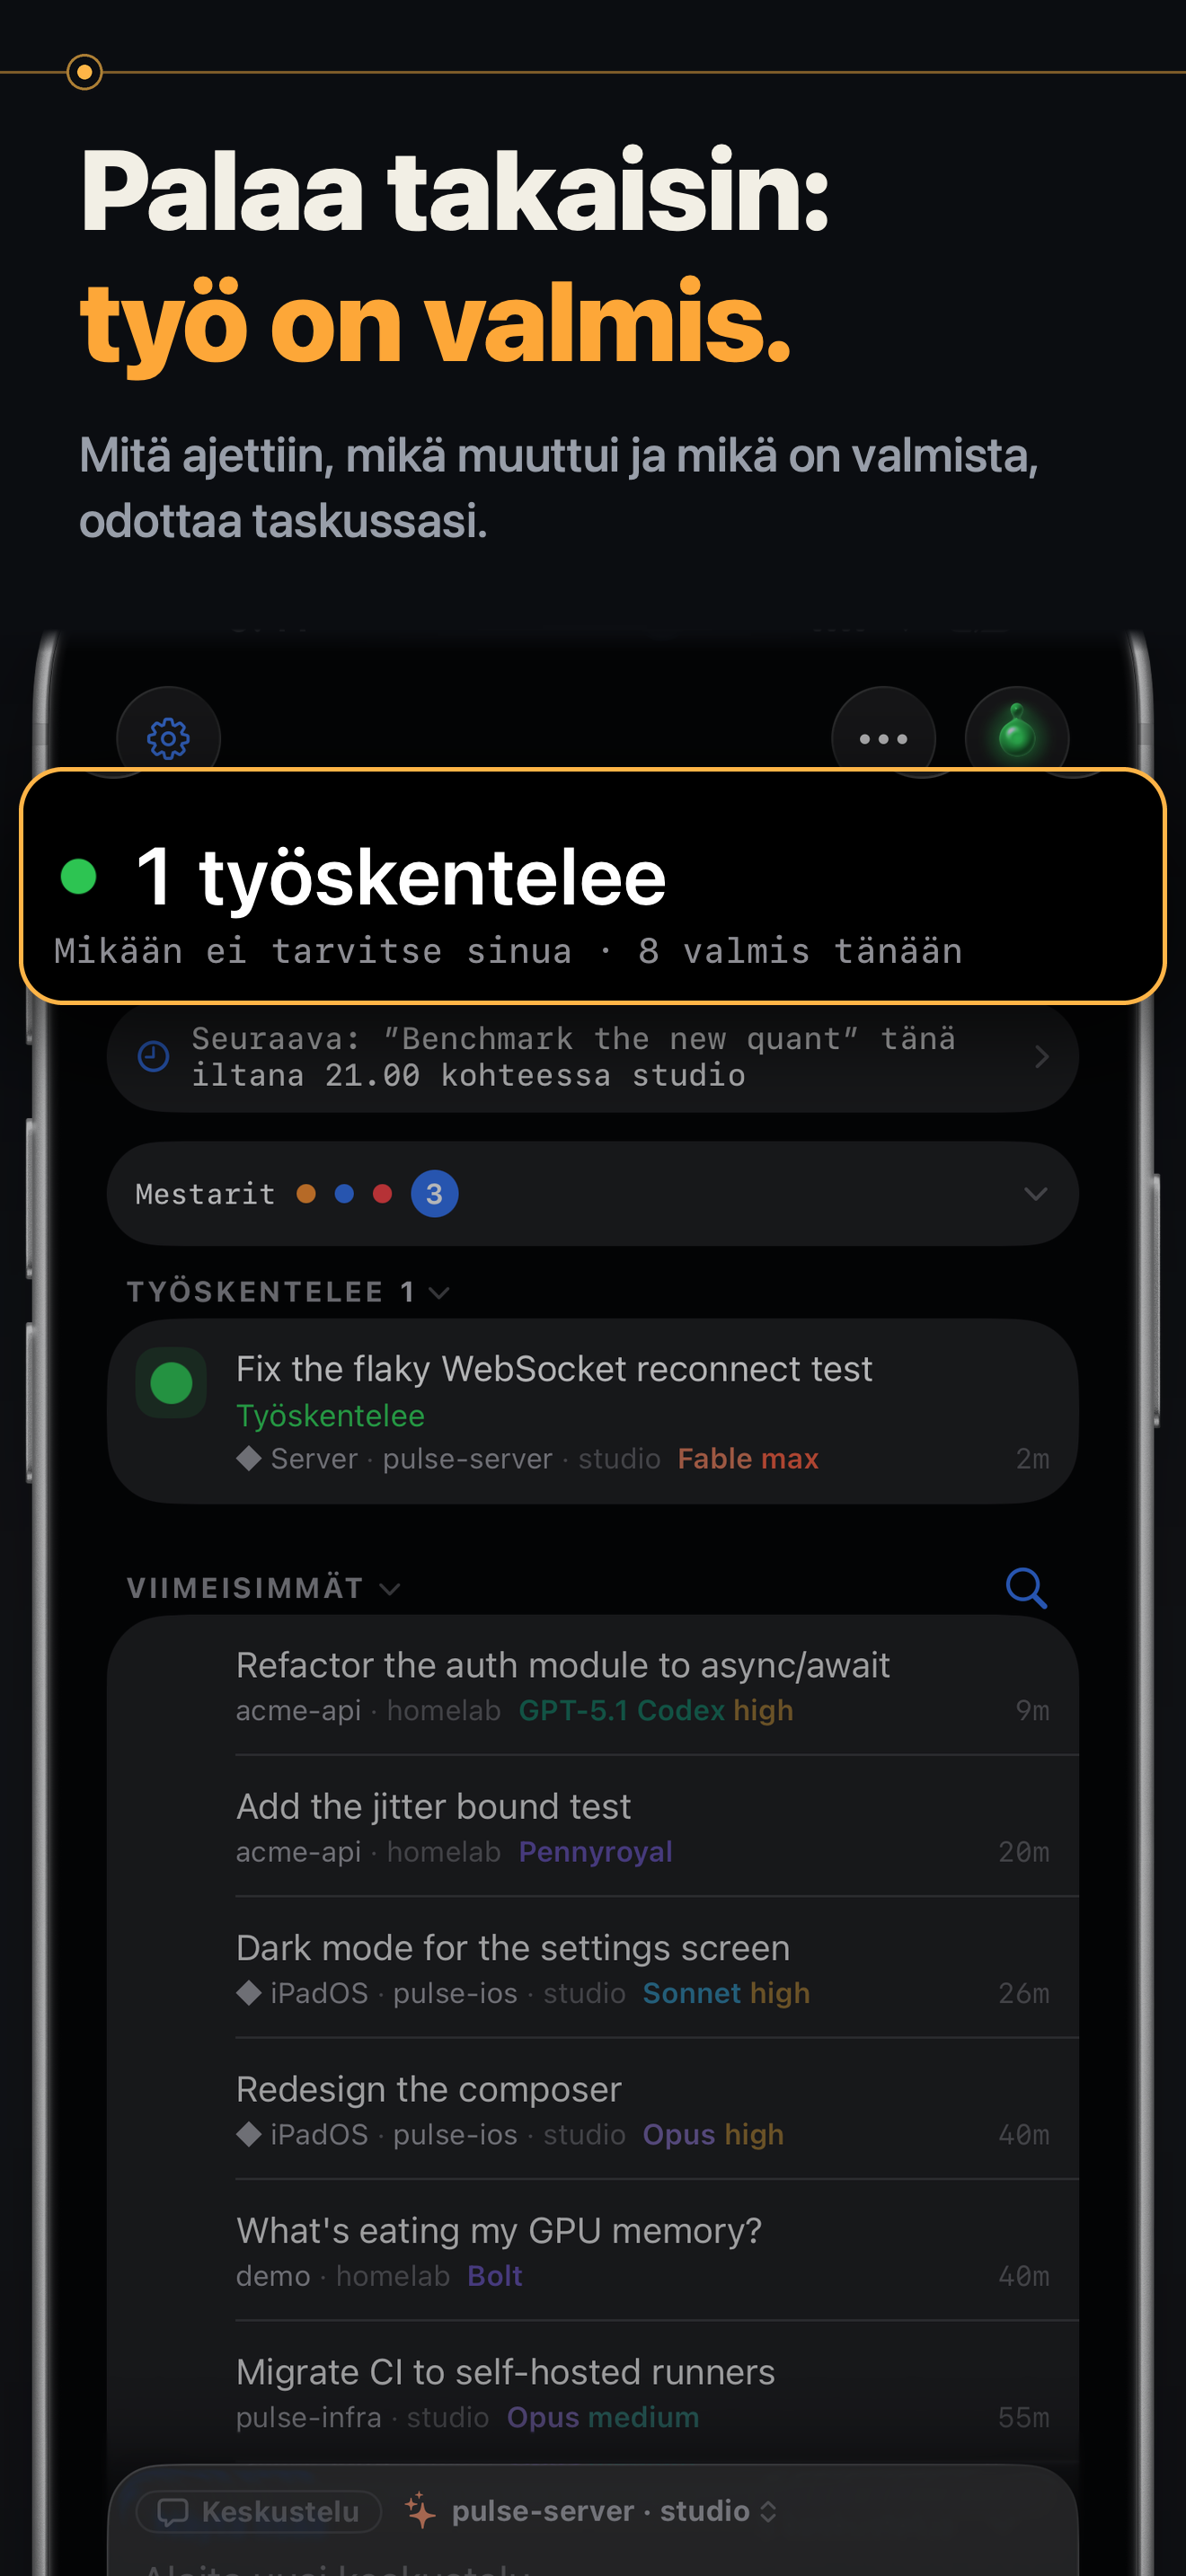 Palaa takaisin:
työ on valmis.
Mitä ajettiin, mikä muuttui ja mikä on valmista,
odottaa taskussasi.
1 työskentelee
Mikään ei tarvitse sinua · 8 valmis tänään
Seuraava: "Benchmark the new quant" tänä
iltana 21.00 kohteessa studio
Mestarit 3
TYÖSKENTELEE 1
Fix the flaky WebSocket reconnect test
Työskentelee
Server · pulse-server · studio Fable max 2m
VIIMEISIMMÄT
Refactor the auth module to async/await
acme-api · homelab GPT-5.1 Codex high 9m
Add the jitter bound test
acme-api · homelab Pennyroyal 20m
Dark mode for the settings screen
iPadOS · pulse-ios · studio Sonnet high 26m
Redesign the composer
iPadOS · pulse-ios · studio Opus high 40m
What's eating my GPU memory?
demo · homelab Bolt 40m
Migrate CI to self-hosted runners
pulse-infra · studio Opus medium 55m
Keskustelu pulse-server · studio